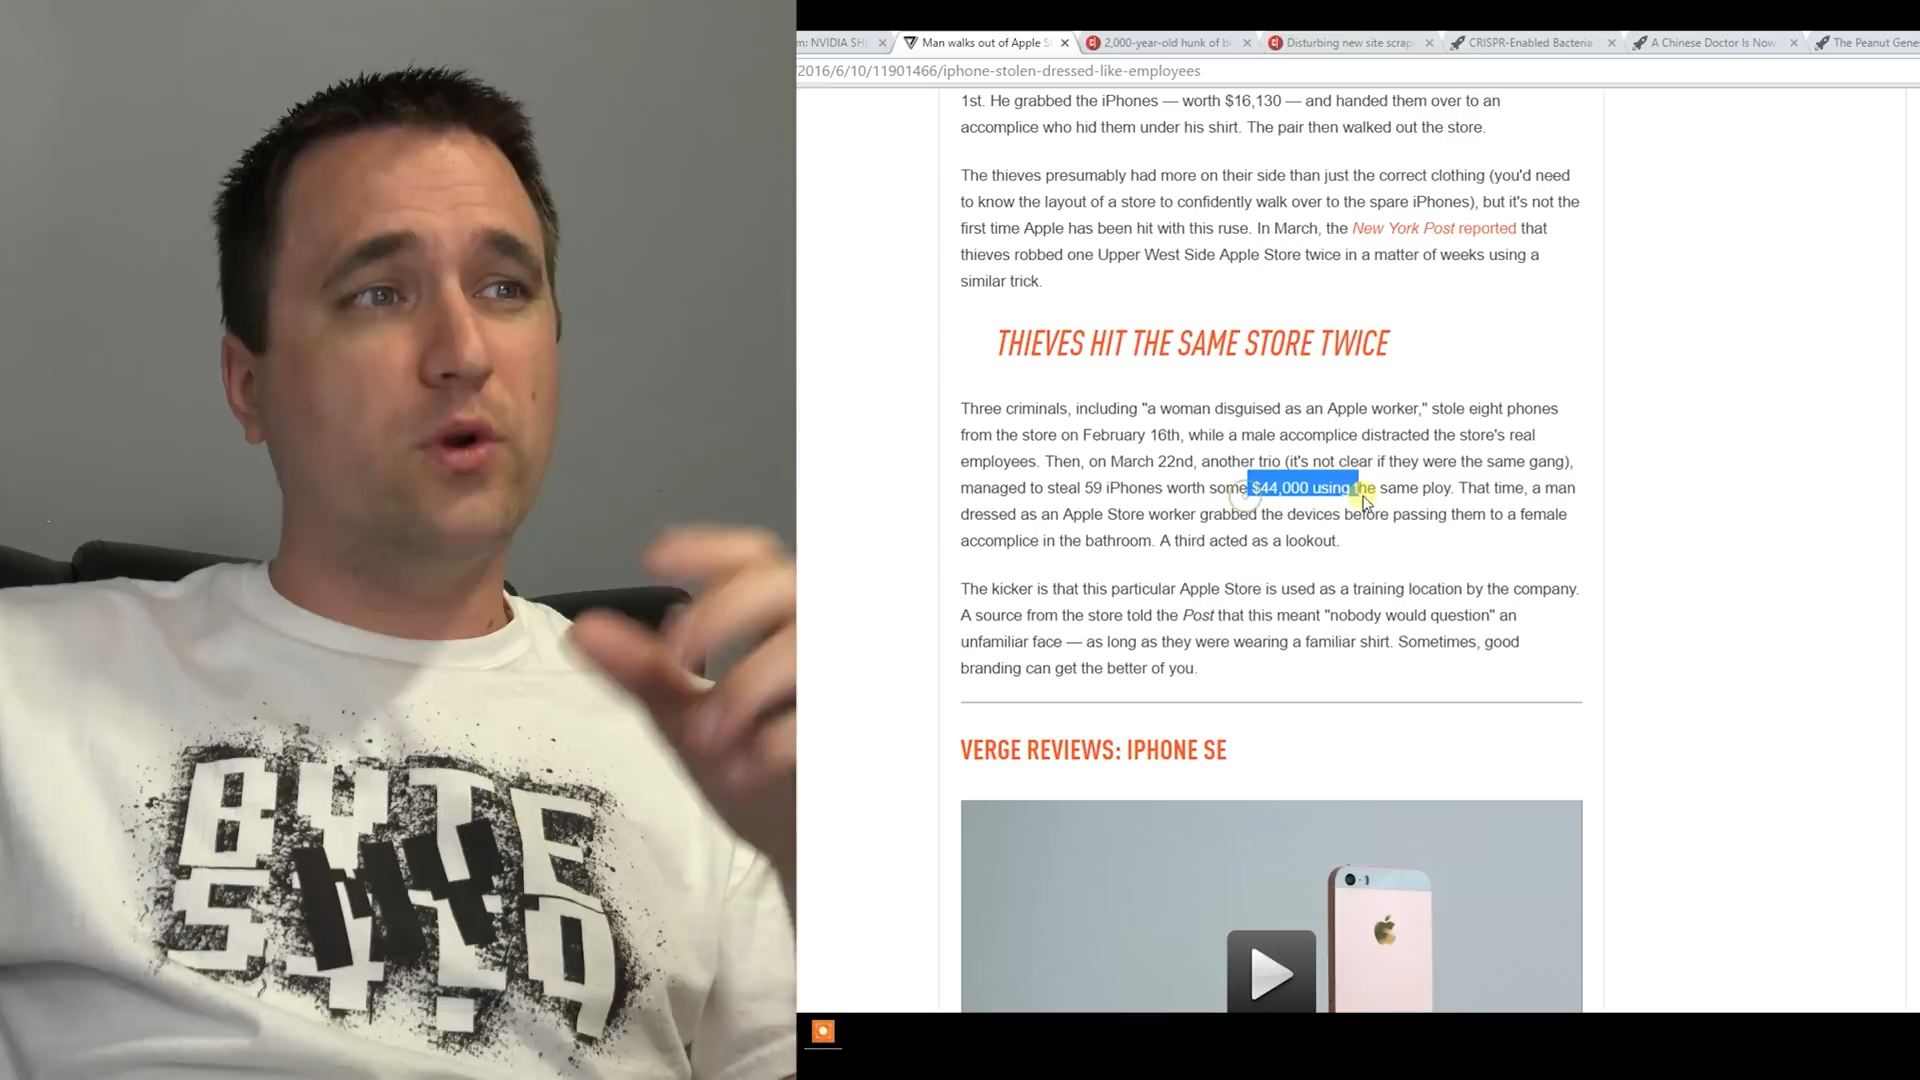 m: NVIDIA SH
Man walks out of Apple S
2,000-year-old hunk of b
Disturbing new site scrap
CRISPR-Enabled Bacteria
A Chinese Doctor Is Now
The Peanut Gene
2016/6/10/11901466/iphone-stolen-dressed-like-employees
1st. He grabbed the iPhones — worth $16,130 — and handed them over to an
accomplice who hid them under his shirt. The pair then walked out the store.
The thieves presumably had more on their side than just the correct clothing (you'd need
to know the layout of a store to confidently walk over to the spare iPhones), but it's not the
first time Apple has been hit with this ruse. In March, the New York Post reported that
thieves robbed one Upper West Side Apple Store twice in a matter of weeks using a
similar trick.
THIEVES HIT THE SAME STORE TWICE
Three criminals, including "a woman disguised as an Apple worker," stole eight phones
from the store on February 16th, while a male accomplice distracted the store's real
employees. Then, on March 22nd, another trio (it's not clear if they were the same gang),
managed to steal 59 iPhones worth some $44,000 using the same ploy. That time, a man
dressed as an Apple Store worker grabbed the devices before passing them to a female
accomplice in the bathroom. A third acted as a lookout.
The kicker is that this particular Apple Store is used as a training location by the company.
A source from the store told the Post that this meant "nobody would question" an
unfamiliar face — as long as they were wearing a familiar shirt. Sometimes, good
branding can get the better of you.
VERGE REVIEWS: IPHONE SE
BYTE
MY